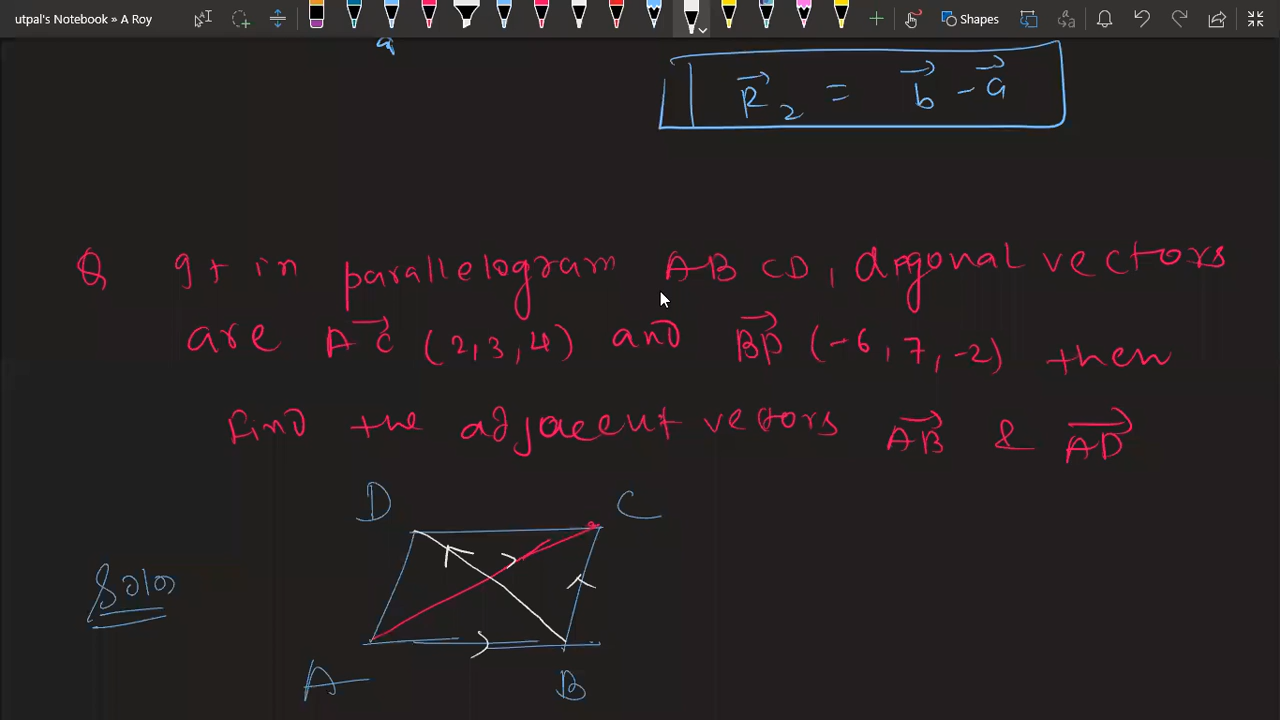 utpal's Notebook » A Roy
Shapes
a
R⃗₂ = b⃗ - a⃗
Q If in parallelogram ABCD, diagonal vectors
are AC⃗ (2,3,4) and BD⃗ (-6,7,-2) then
Find the adjacent vectors AB⃗ & AD⃗
D C
Soln
A B